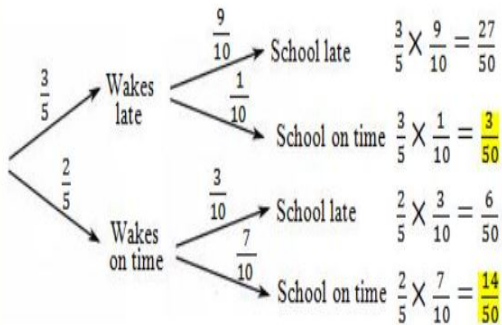 9/10 School late 3/5 × 9/10 = 27/50
3/5 Wakes late
1/10 School on time 3/5 × 1/10 = 3/50
2/5 Wakes on time
3/10 School late 2/5 × 3/10 = 6/50
7/10 School on time 2/5 × 7/10 = 14/50